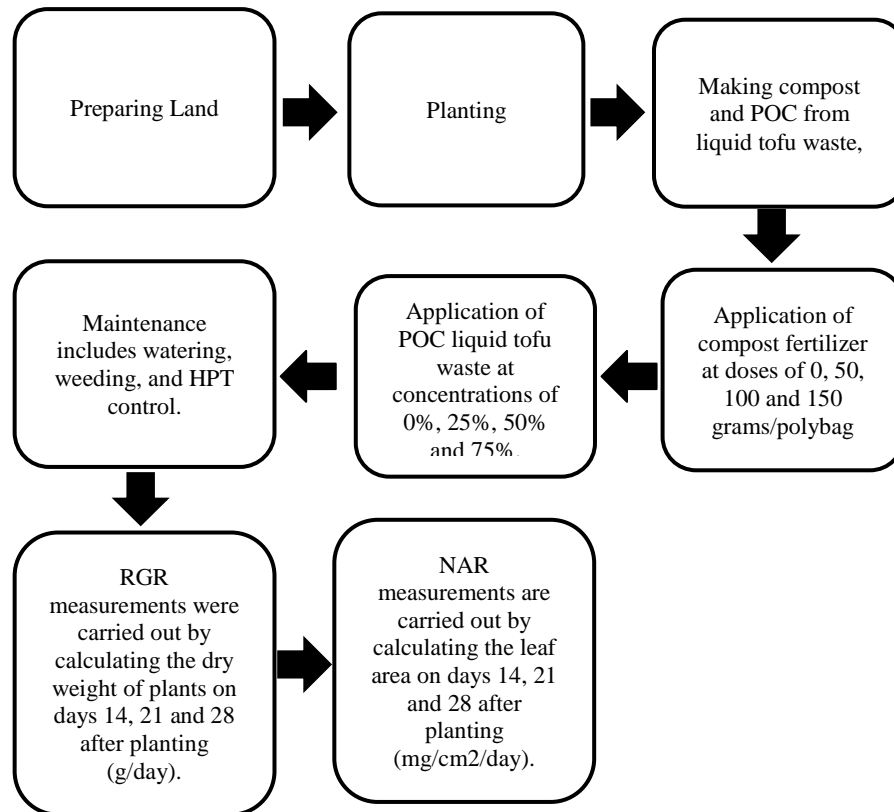 Preparing Land
Planting
Making compost
and POC from
liquid tofu waste,
Application of
compost fertilizer
at doses of 0, 50,
100 and 150
grams/polybag
Application of
POC liquid tofu
waste at
concentrations of
0%, 25%, 50%
and 75%.
Maintenance
includes watering,
weeding, and HPT
control.
RGR
measurements were
carried out by
calculating the dry
weight of plants on
days 14, 21 and 28
after planting
(g/day).
NAR
measurements are
carried out by
calculating the leaf
area on days 14, 21
and 28 after
planting
(mg/cm2/day).